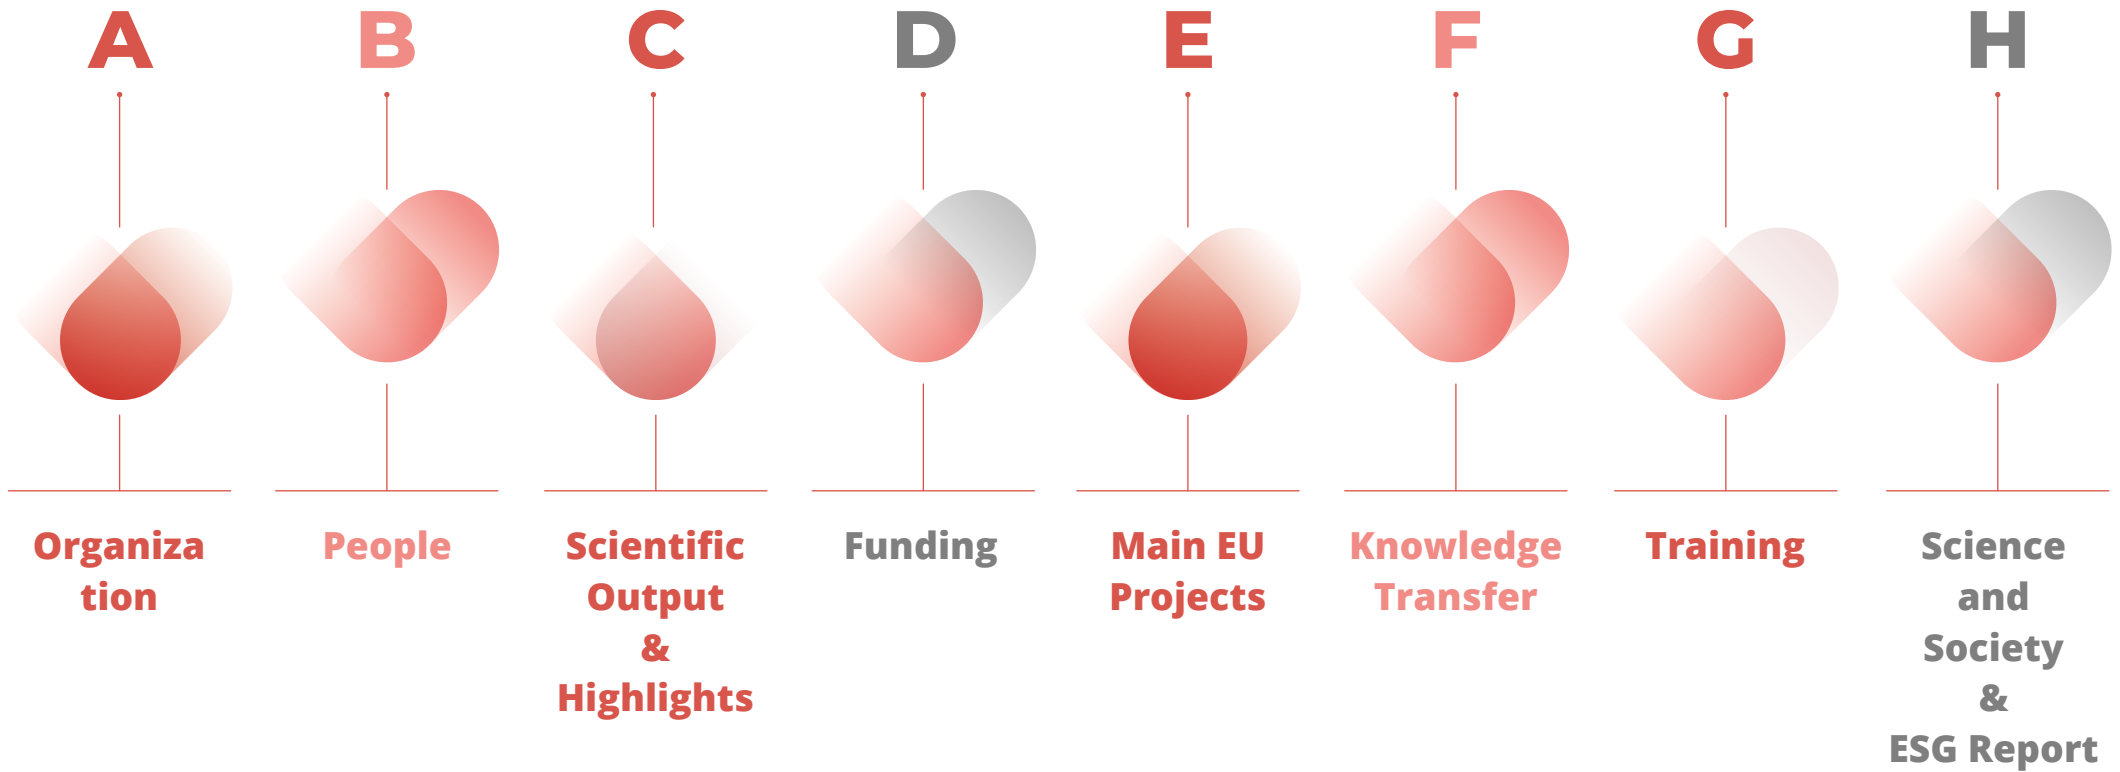 A
B
C
D
E
F
G
H
Organiza
tion
People
Scientific
Output
&
Highlights
Funding
Main EU
Projects
Knowledge
Transfer
Training
Science
and
Society
&
ESG Report